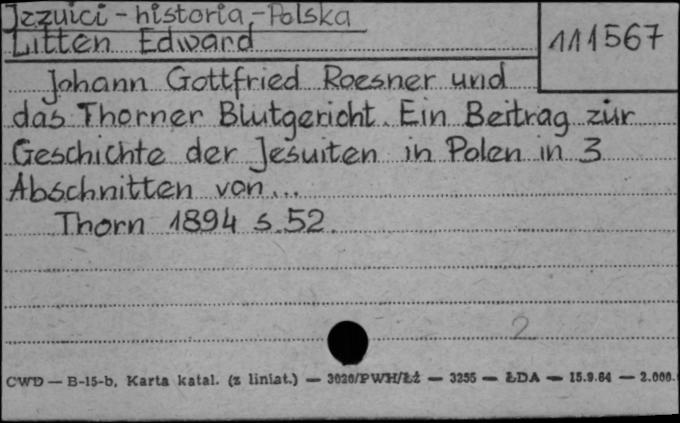 Jezuici - historia - Polska
Litten Edward
111567
Johann Gottfried Roesner und
das Thorner Blutgericht. Ein Beitrag zur
Geschichte der Jesuiten in Polen in 3
Abschnitten von...
Thorn 1894 s. 52.
2
CWD — B-15-b, Karta katal. (z liniat.) — 3020/PWH/ŁŻ — 3255 — ŁDA — 15.9.64 — 2.000.